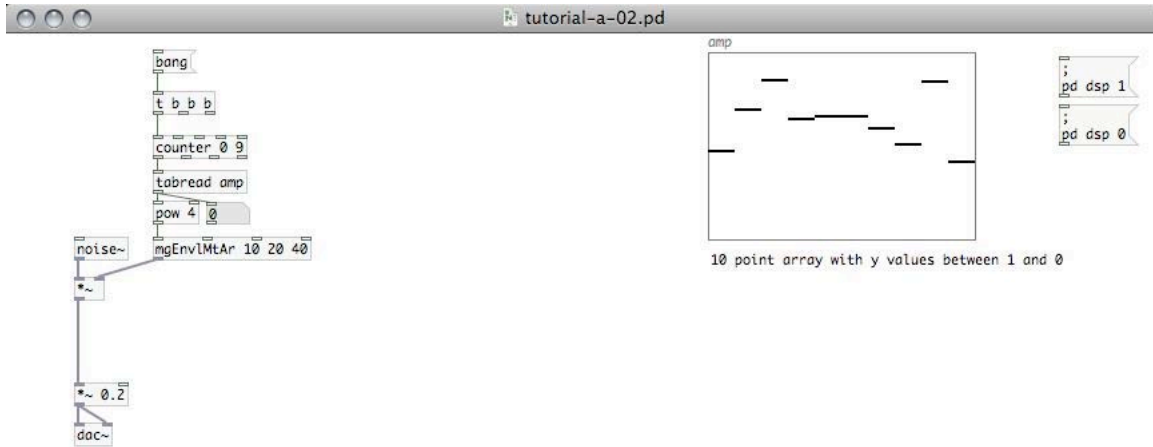 tutorial-a-02.pd
bang
t b b b
counter 0 9
tabread amp
pow 4
0
noise~
mgEnvlMtAr 10 20 40
*~
*~ 0.2
dac~
amp
10 point array with y values between 1 and 0
;
pd dsp 1
;
pd dsp 0